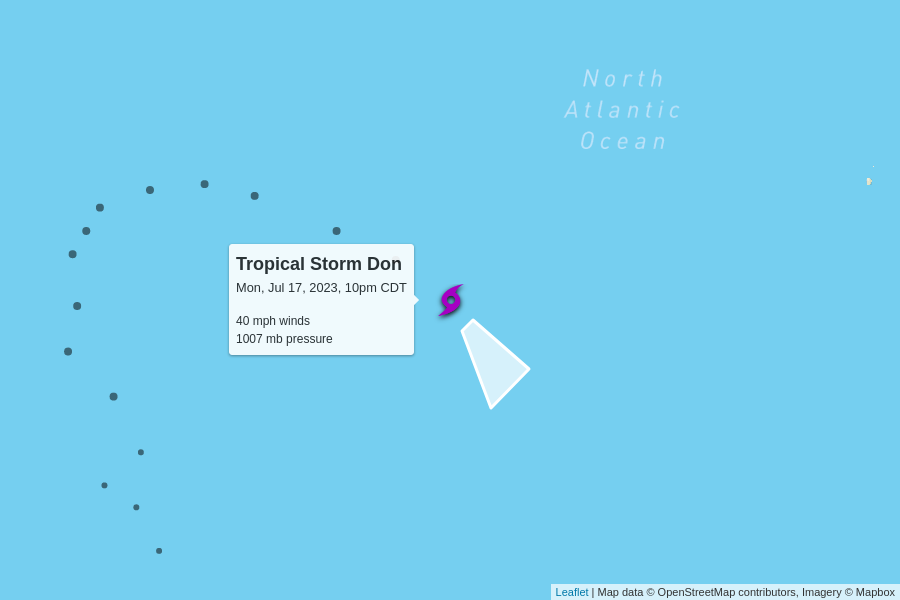 North
Atlantic
Ocean
Tropical Storm Don
Mon, Jul 17, 2023, 10pm CDT
40 mph winds
1007 mb pressure
Leaflet | Map data © OpenStreetMap contributors, Imagery © Mapbox